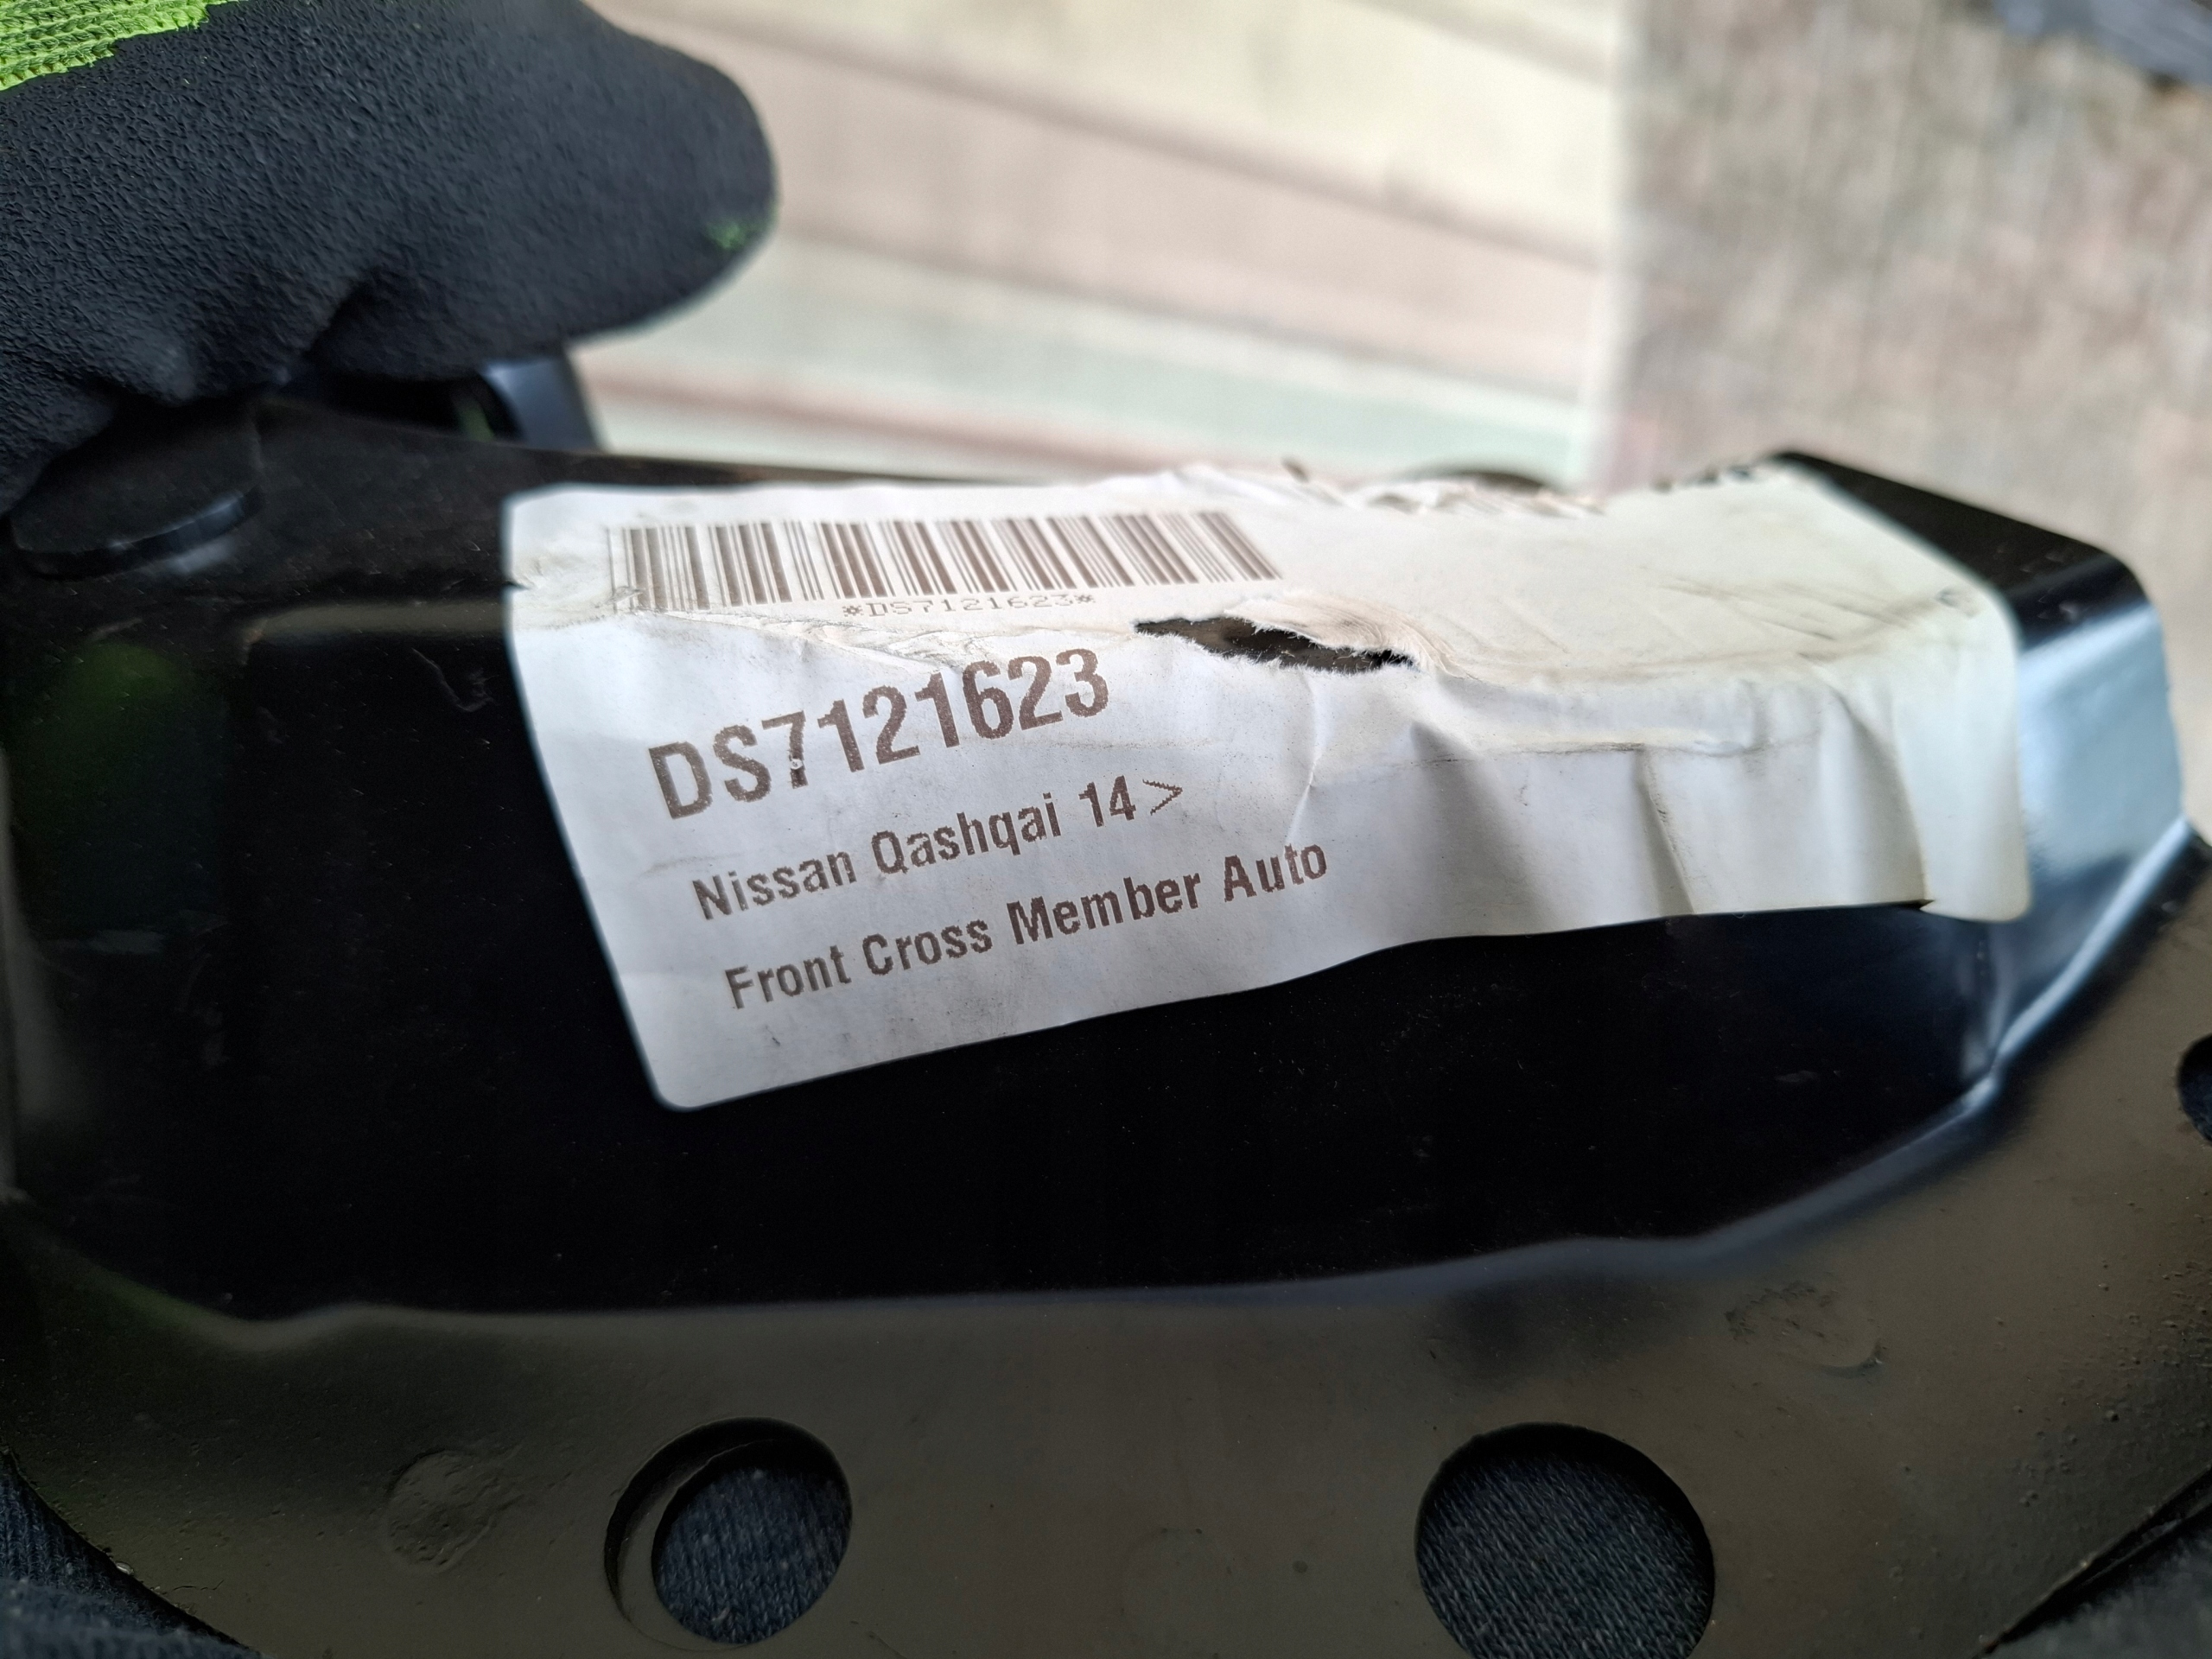 *DS7121623*
DS7121623
Nissan Qashqai 14>
Front Cross Member Auto